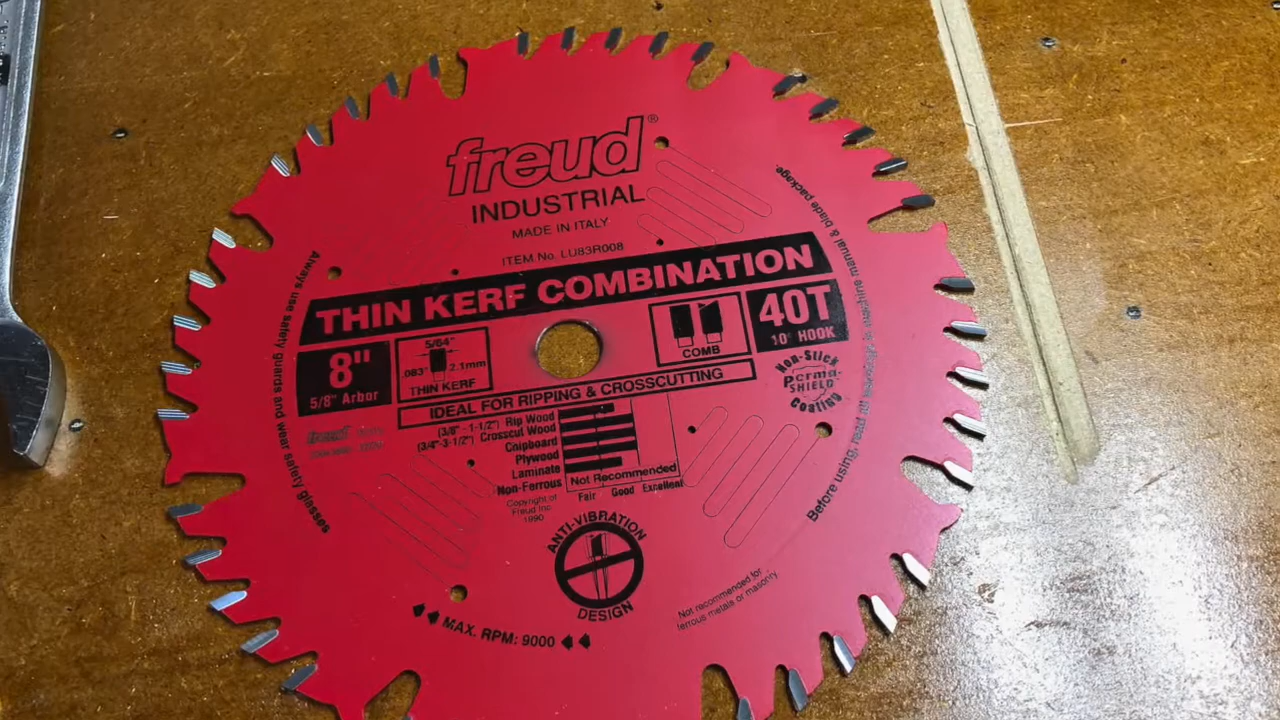 freud®
INDUSTRIAL
MADE IN ITALY
ITEM No. LU83R008
THIN KERF COMBINATION
8"
5/8" Arbor
5/64"
.083" 2.1mm
THIN KERF
COMB
40T
10° HOOK
IDEAL FOR RIPPING & CROSSCUTTING
(3/8"-1-1/2") Rip Wood
(3/4"-3-1/2") Crosscut Wood
Chipboard
Plywood
Laminate
Non-Ferrous
Not Recommended
Fair Good Excellent
Non-Stick
Perma-
SHIELD
Coating
freud
Copyright of
Freud Inc.
1990
ANTI-VIBRATION
DESIGN
MAX. RPM: 9000
Not recommended for
ferrous metals or masonry
Always use safety guards and wear safety glasses
Before using, read machine manual & blade package.